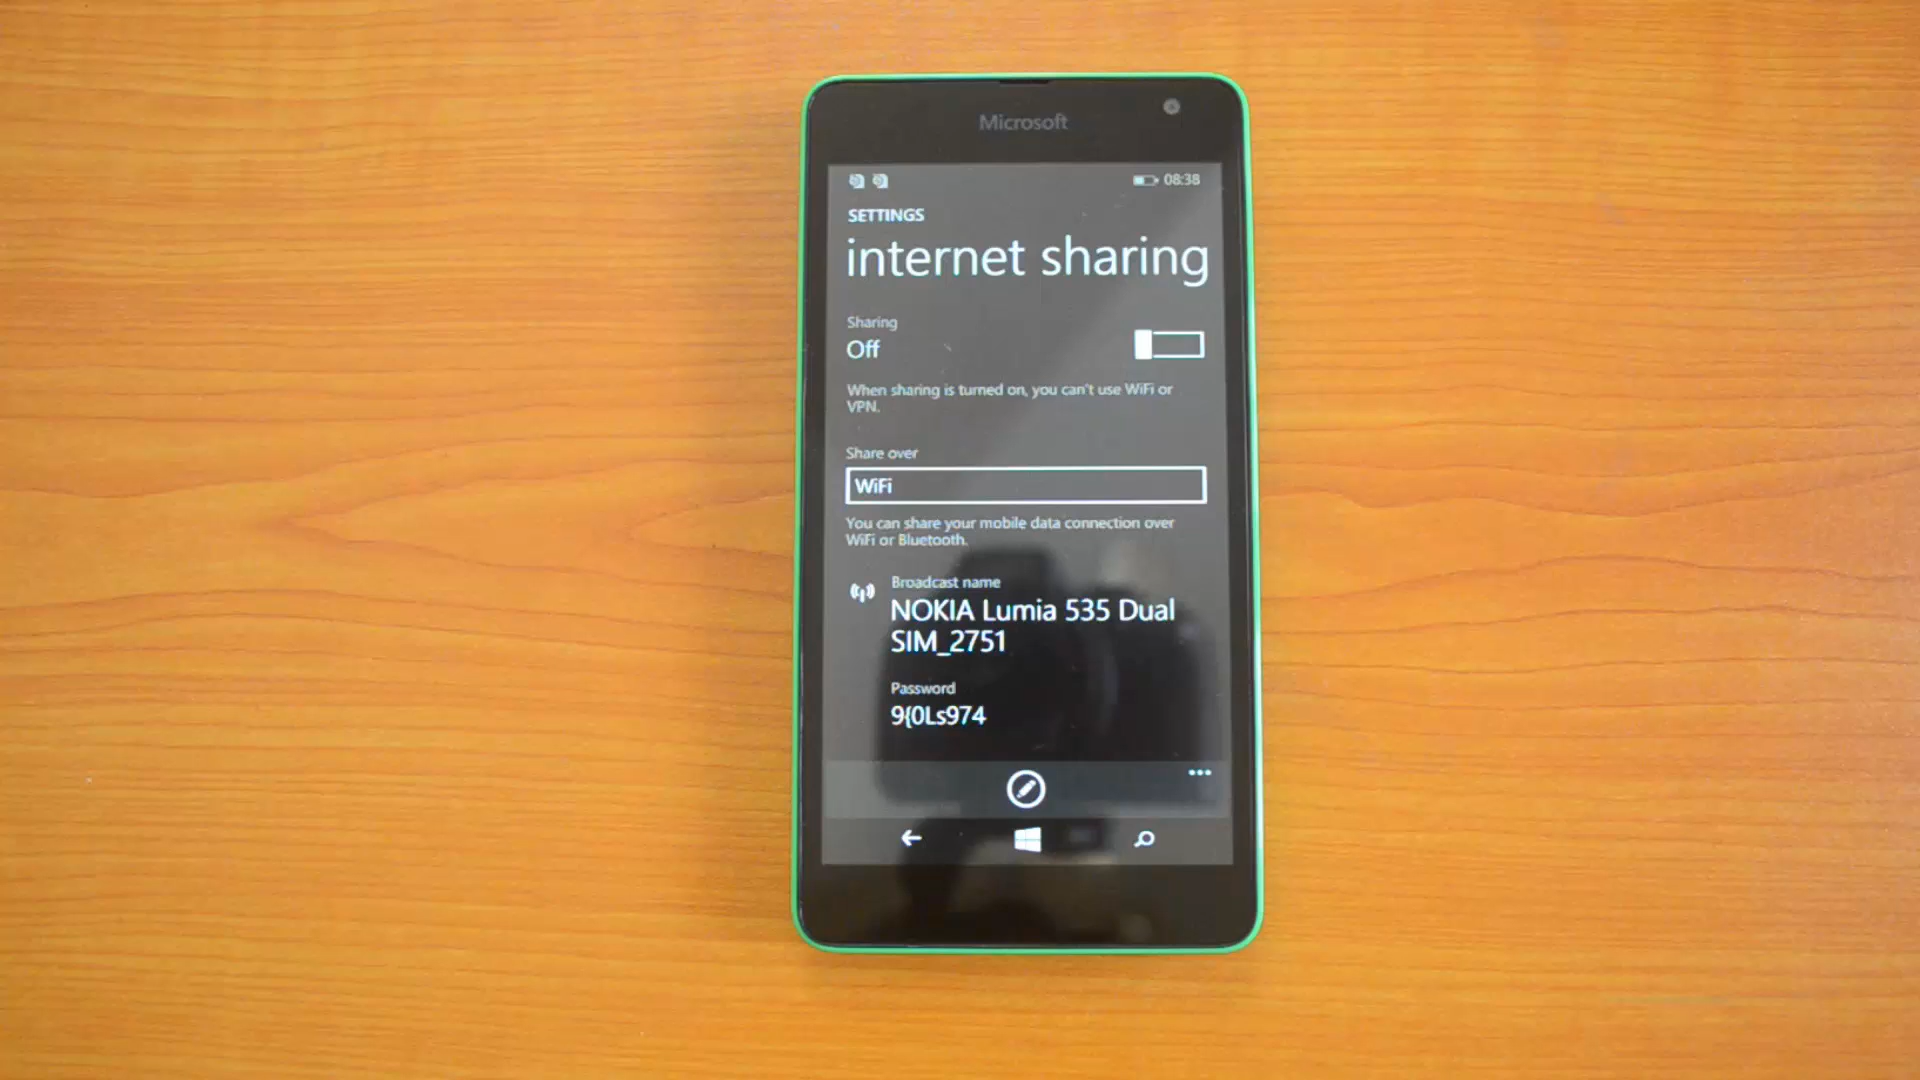 Microsoft
08:38
SETTINGS
internet sharing
Sharing
Off
When sharing is turned on, you can't use WiFi or
VPN.
Share over
WiFi
You can share your mobile data connection over
WiFi or Bluetooth.
Broadcast name
NOKIA Lumia 535 Dual
SIM_2751
Password
9{0Ls974